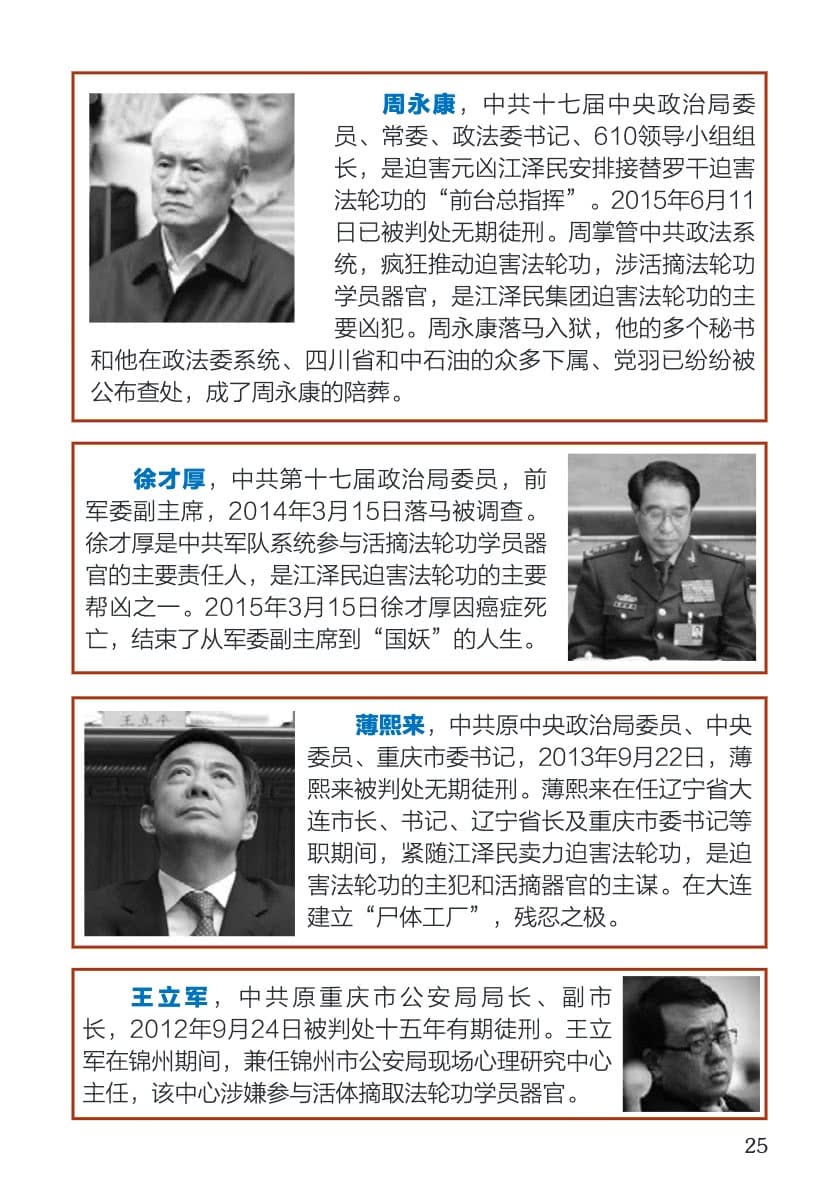 周永康，中共十七届中央政治局委
员、常委、政法委书记、610领导小组组
长，是迫害元凶江泽民安排接替罗干迫害
法轮功的“前台总指挥”。2015年6月11
日已被判处无期徒刑。周掌管中共政法系
统，疯狂推动迫害法轮功，涉活摘法轮功
学员器官，是江泽民集团迫害法轮功的主
要凶犯。周永康落马入狱，他的多个秘书
和他在政法委系统、四川省和中石油的众多下属、党羽已纷纷被
公布查处，成了周永康的陪葬。
徐才厚，中共第十七届政治局委员，前
军委副主席，2014年3月15日落马被调查。
徐才厚是中共军队系统参与活摘法轮功学员器
官的主要责任人，是江泽民迫害法轮功的主要
帮凶之一。2015年3月15日徐才厚因癌症死
亡，结束了从军委副主席到“国妖”的人生。
王立平
薄熙来，中共原中央政治局委员、中央
委员、重庆市委书记，2013年9月22日，薄
熙来被判处无期徒刑。薄熙来在任辽宁省大
连市长、书记、辽宁省长及重庆市委书记等
职期间，紧随江泽民卖力迫害法轮功，是迫
害法轮功的主犯和活摘器官的主谋。在大连
建立“尸体工厂”，残忍之极。
王立军，中共原重庆市公安局局长、副市
长，2012年9月24日被判处十五年有期徒刑。王立
军在锦州期间，兼任锦州市公安局现场心理研究中心
主任，该中心涉嫌参与活体摘取法轮功学员器官。
25